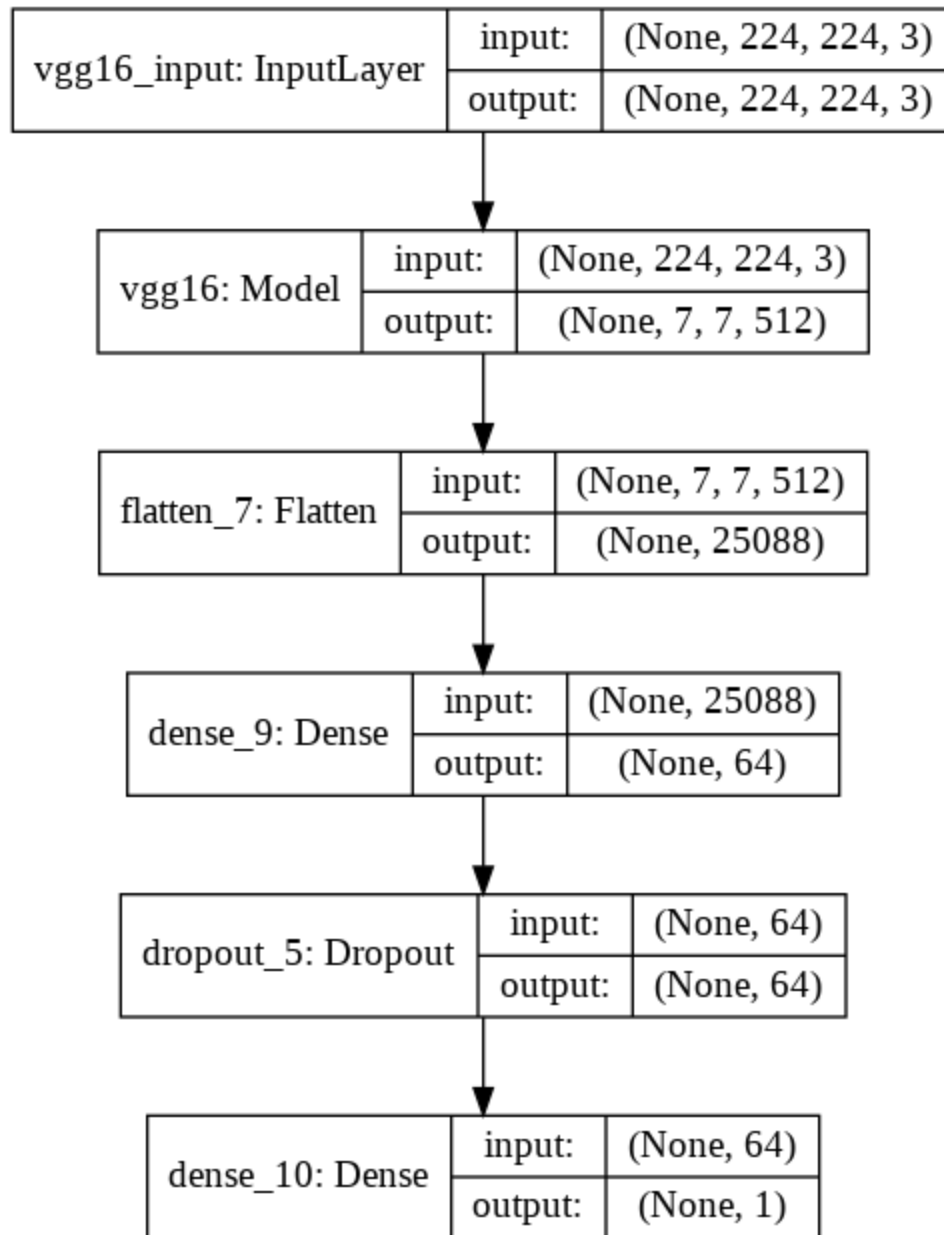 vgg16_input: InputLayer
input: (None, 224, 224, 3)
output: (None, 224, 224, 3)
vgg16: Model
input: (None, 224, 224, 3)
output: (None, 7, 7, 512)
flatten_7: Flatten
input: (None, 7, 7, 512)
output: (None, 25088)
dense_9: Dense
input: (None, 25088)
output: (None, 64)
dropout_5: Dropout
input: (None, 64)
output: (None, 64)
dense_10: Dense
input: (None, 64)
output: (None, 1)